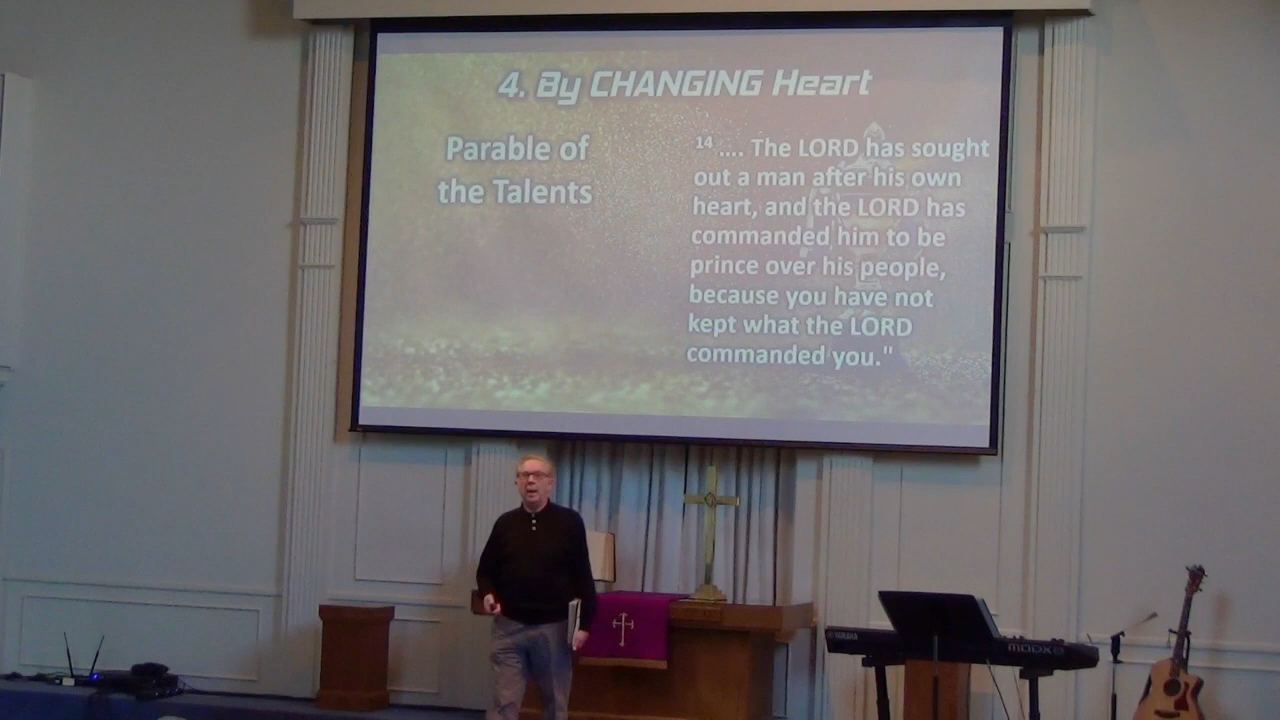 4. By CHANGING Heart
Parable of
the Talents
14 .... The LORD has sought
out a man after his own
heart, and the LORD has
commanded him to be
prince over his people,
because you have not
kept what the LORD
commanded you."
YAMAHA
MODX8